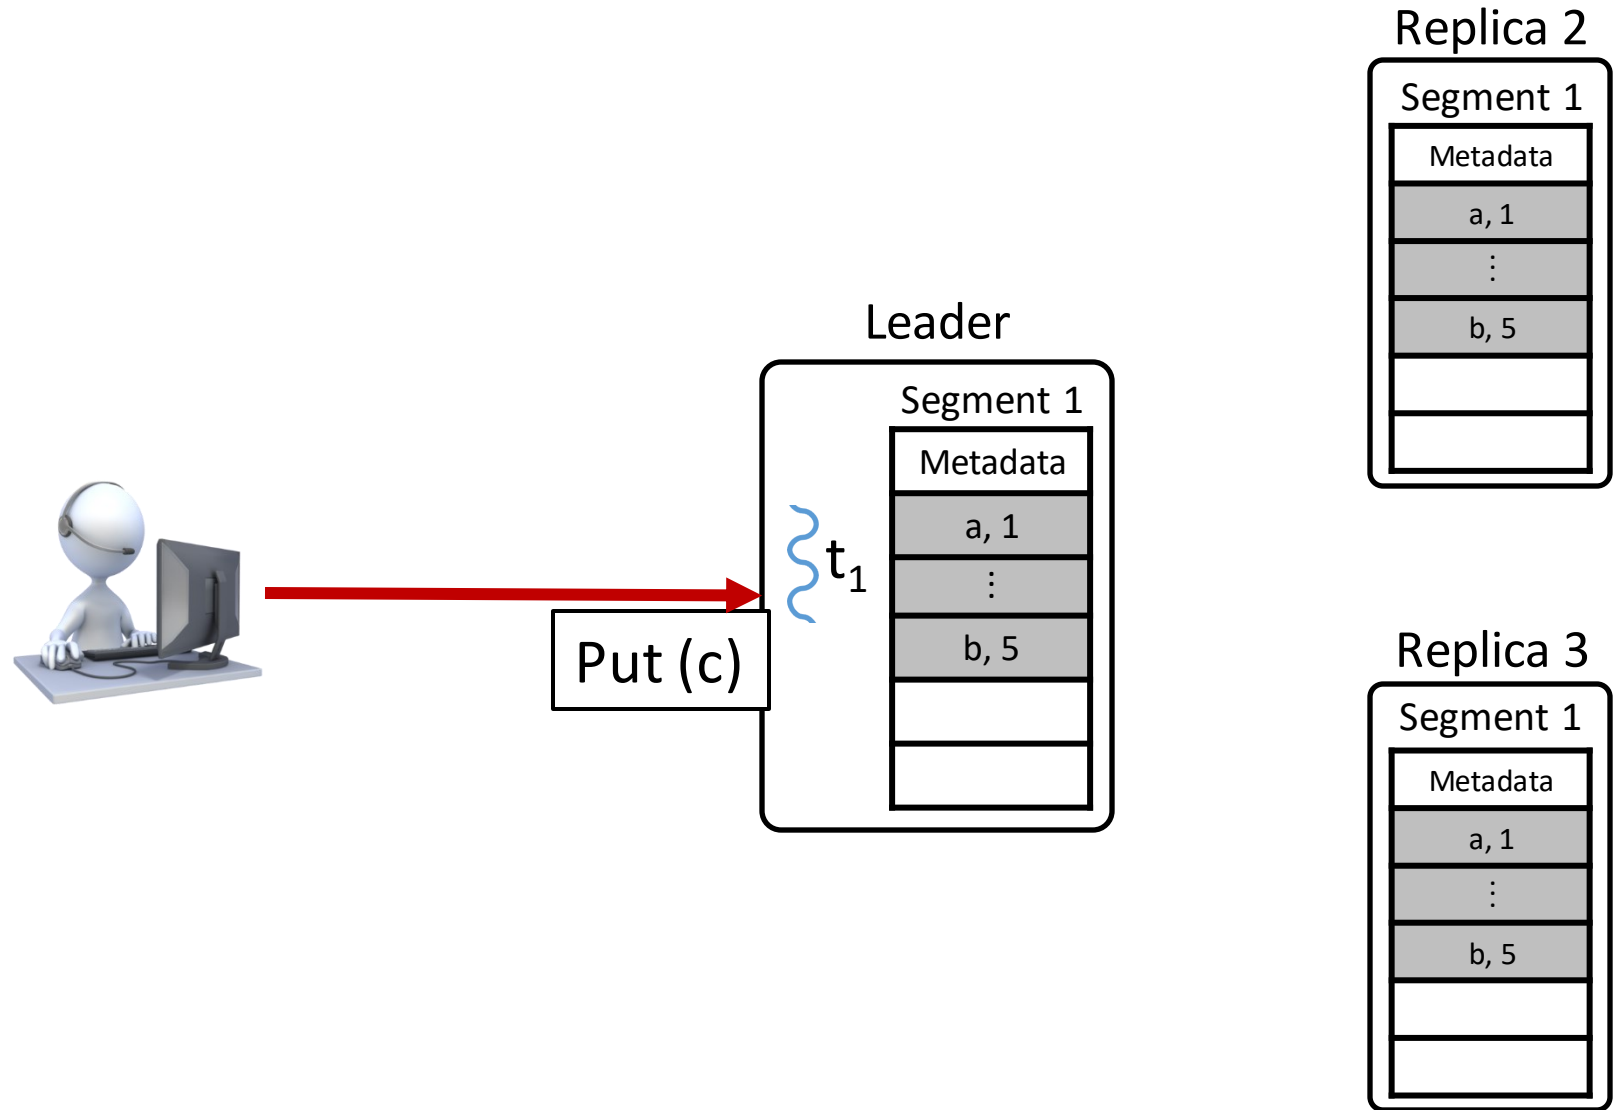 Replica 2
Segment 1
Metadata
a, 1
⋮
b, 5
Leader
Segment 1
Metadata
a, 1
⋮
b, 5
t₁
Put (c)
Replica 3
Segment 1
Metadata
a, 1
⋮
b, 5